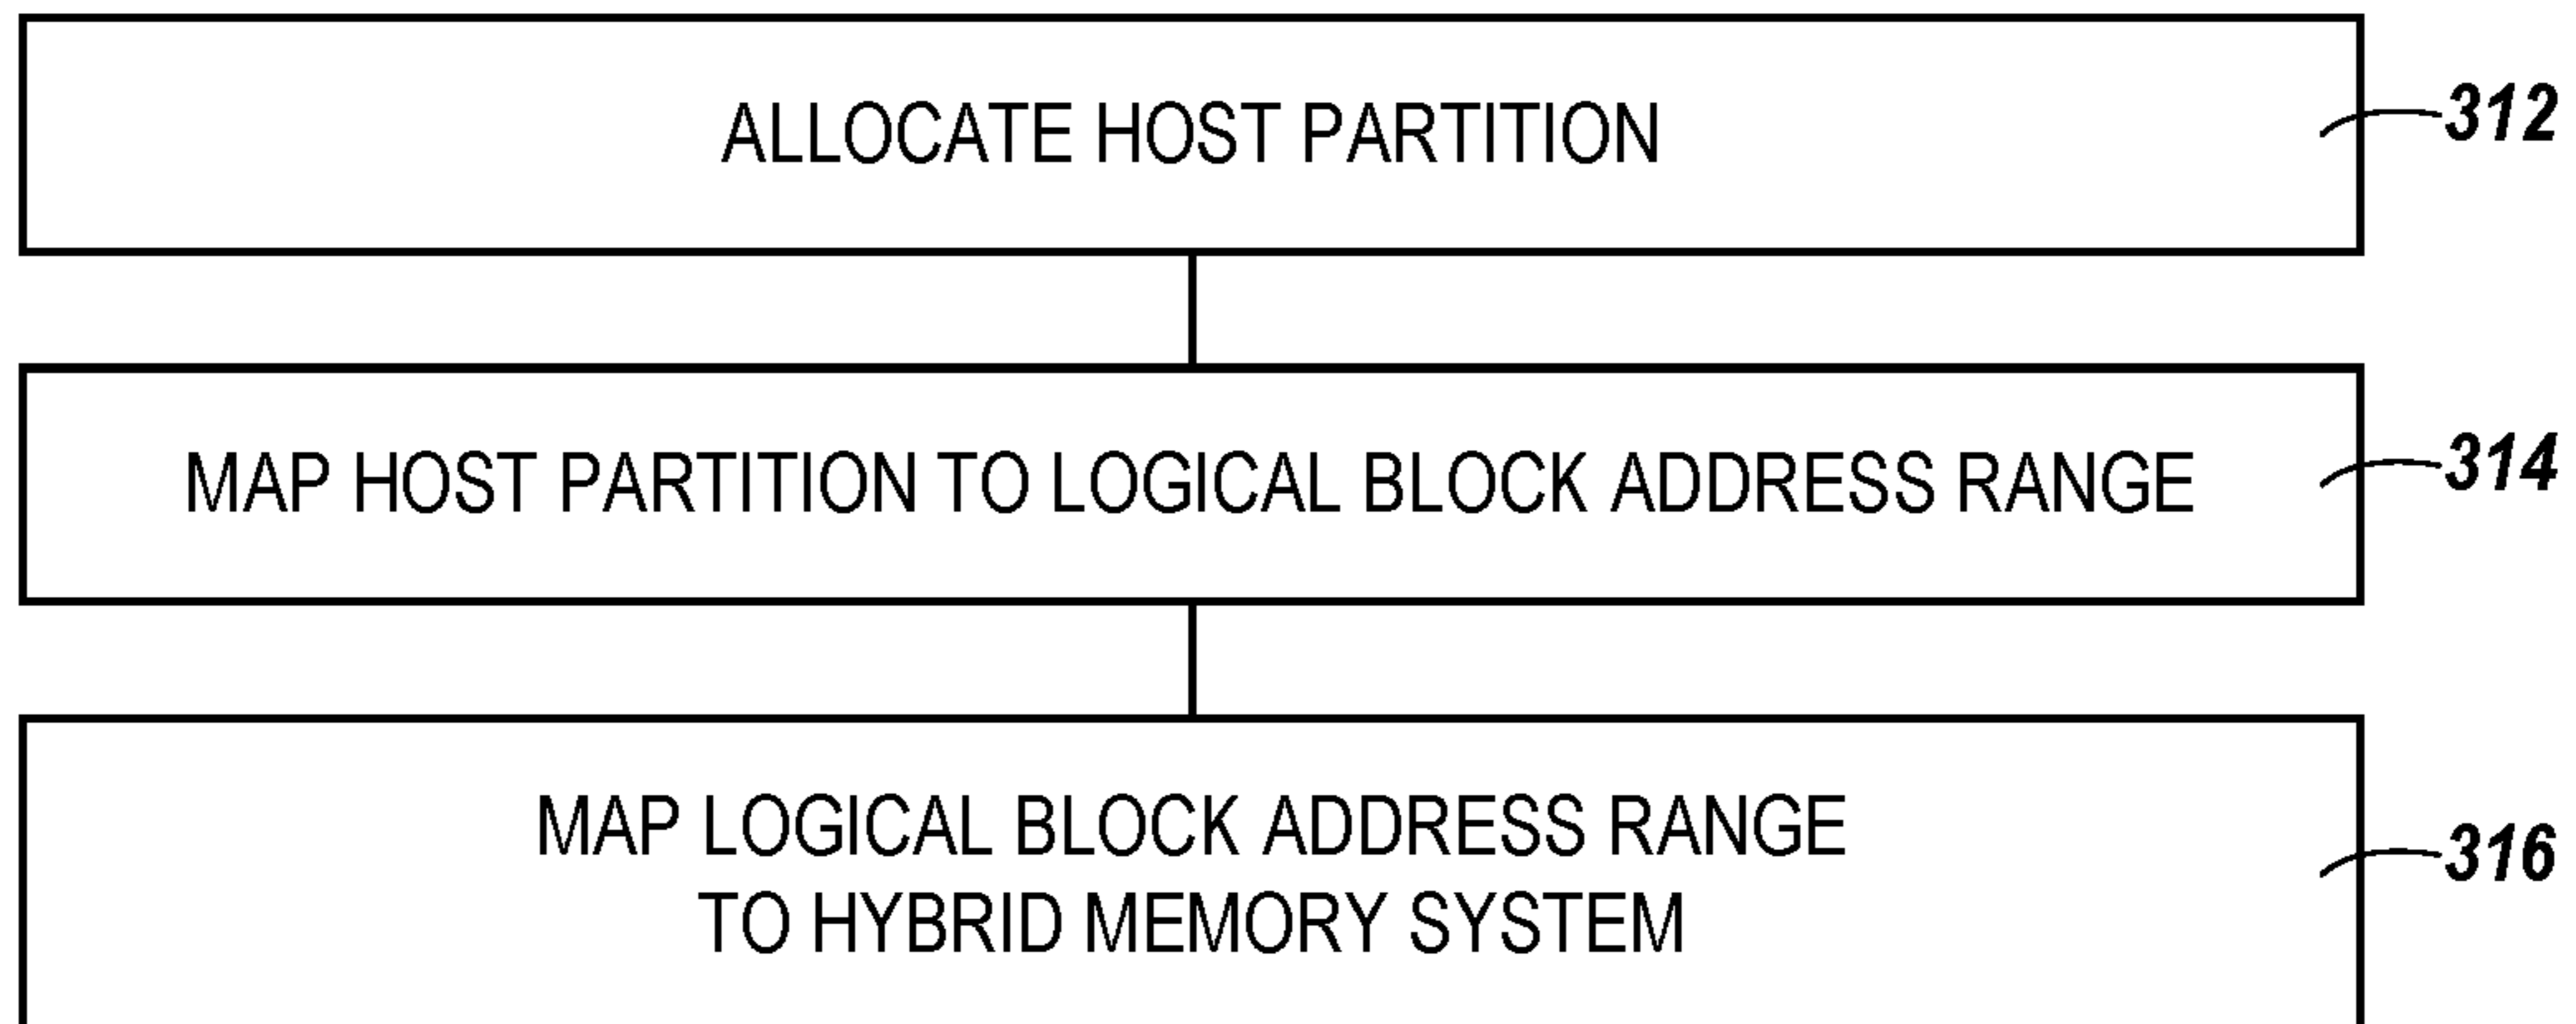 ALLOCATE HOST PARTITION
312
MAP HOST PARTITION TO LOGICAL BLOCK ADDRESS RANGE
314
MAP LOGICAL BLOCK ADDRESS RANGE
TO HYBRID MEMORY SYSTEM
316